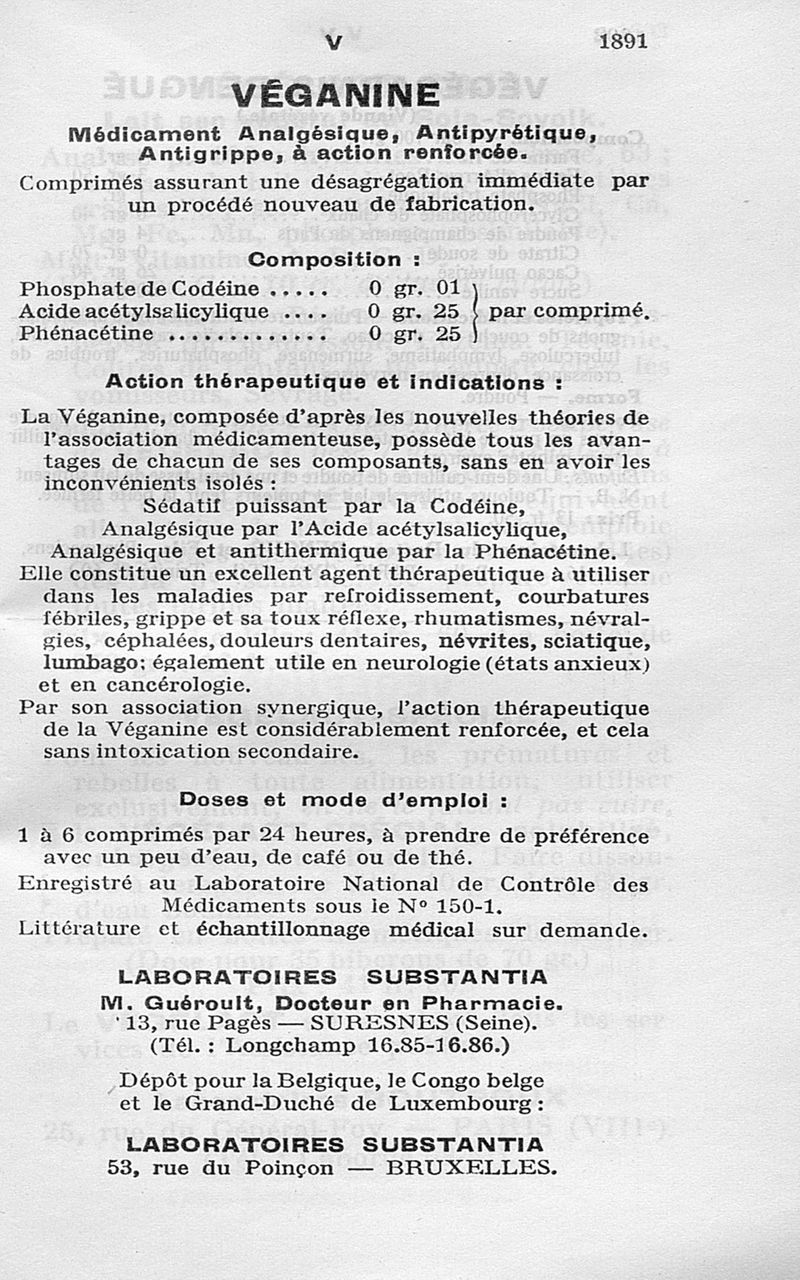 V 1891
VÉGANINE
Médicament Analgésique, Antipyrétique,
Antigrippe, à action renforcée.
Comprimés assurant une désagrégation immédiate par
un procédé nouveau de fabrication.
Composition :
Phosphate de Codéine ..... 0 gr. 01
Acide acétylsalicylique .... 0 gr. 25 } par comprimé.
Phénacétine ............. 0 gr. 25
Action thérapeutique et indications :
La Véganine, composée d'après les nouvelles théories de
l'association médicamenteuse, possède tous les avan-
tages de chacun de ses composants, sans en avoir les
inconvénients isolés :
Sédatif puissant par la Codéine,
Analgésique par l'Acide acétylsalicylique,
Analgésique et antithermique par la Phénacétine.
Elle constitue un excellent agent thérapeutique à utiliser
dans les maladies par refroidissement, courbatures
fébriles, grippe et sa toux réflexe, rhumatismes, névral-
gies, céphalées, douleurs dentaires, névrites, sciatique,
lumbago; également utile en neurologie (états anxieux)
et en cancérologie.
Par son association synergique, l'action thérapeutique
de la Véganine est considérablement renforcée, et cela
sans intoxication secondaire.
Doses et mode d'emploi :
1 à 6 comprimés par 24 heures, à prendre de préférence
avec un peu d'eau, de café ou de thé.
Enregistré au Laboratoire National de Contrôle des
Médicaments sous le N° 150-1.
Littérature et échantillonnage médical sur demande.
LABORATOIRES SUBSTANTIA
M. Guéroult, Docteur en Pharmacie.
13, rue Pagès — SURESNES (Seine).
(Tél. : Longchamp 16.85-16.86.)
Dépôt pour la Belgique, le Congo belge
et le Grand-Duché de Luxembourg :
LABORATOIRES SUBSTANTIA
53, rue du Poinçon — BRUXELLES.